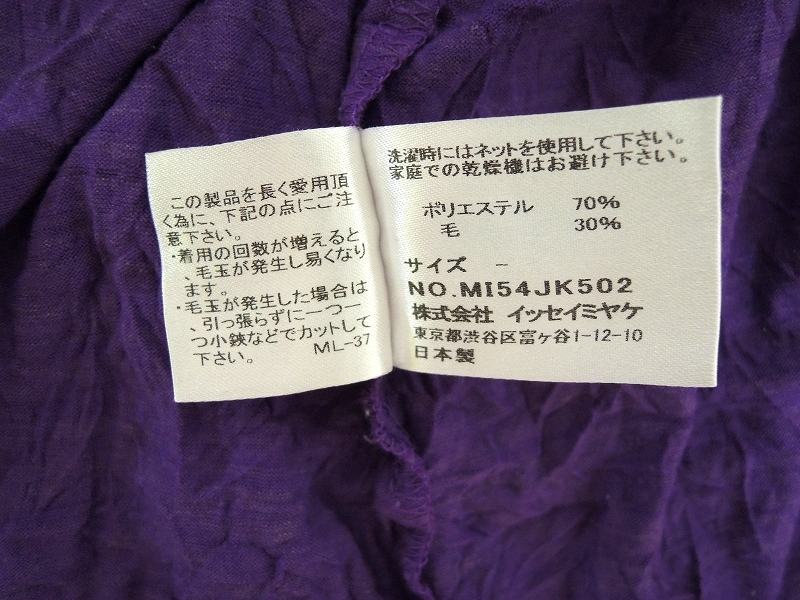 この製品を長く愛用頂
く為に、下記の点にご注
意下さい。
・着用の回数が増えると
、毛玉が発生し易くなり
ます。
・毛玉が発生した場合は
、引っ張らずに一つ一
つ小鋏などでカットして
下さい。 ML-37
洗濯時にはネットを使用して下さい。
家庭での乾燥機はお避け下さい。
ポリエステル 70%
毛 30%
サイズ -
NO.MI54JK502
株式会社 イッセイミヤケ
東京都渋谷区富ヶ谷1-12-10
日本製